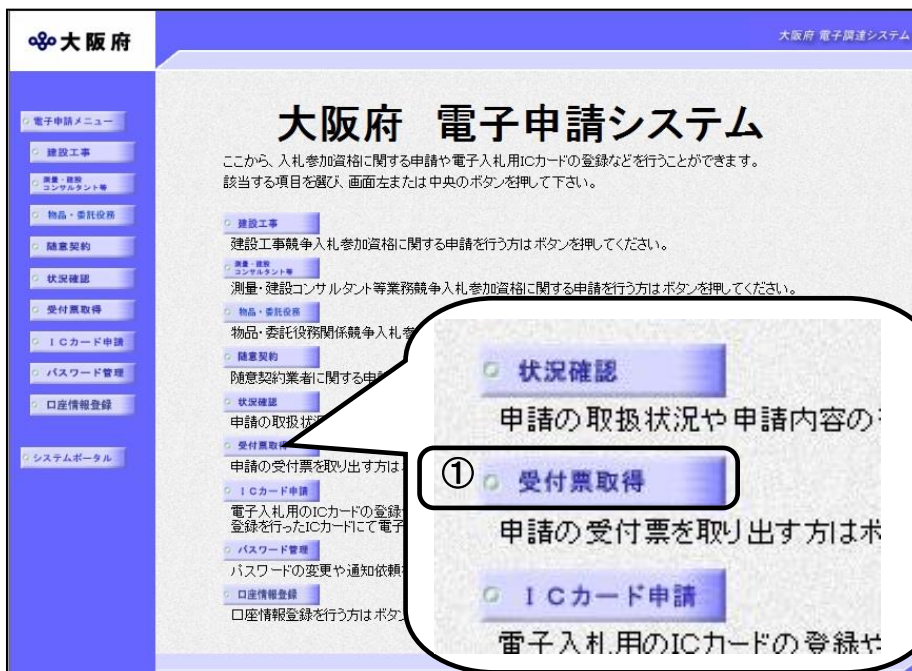 大阪府
大阪府 電子調達システム
電子申請メニュー
建設工事
測量・建設
コンサルタント等
物品・委託役務
随意契約
状況確認
受付票取得
ICカード申請
パスワード管理
口座情報登録
システムポータル
大阪府 電子申請システム
ここから、入札参加資格に関する申請や電子入札用ICカードの登録などを行うことができます。
該当する項目を選び、画面左または中央のボタンを押して下さい。
建設工事
建設工事競争入札参加資格に関する申請を行う方はボタンを押してください。
測量・建設
コンサルタント等
測量・建設コンサルタント等業務競争入札参加資格に関する申請を行う方はボタンを押してください。
物品・委託役務
物品・委託役務関係競争入札参
随意契約
随意契約業者に関する申
状況確認
申請の取扱状
受付票取得
申請の受付票を取り出す方は
ICカード申請
電子入札用のICカードの登録
登録を行ったICカードにて電子
パスワード管理
パスワードの変更や通知依頼
口座情報登録
口座情報登録を行う方はボタン
状況確認
申請の取扱状況や申請内容の
① 受付票取得
申請の受付票を取り出す方はボ
ICカード申請
電子入札用のICカードの登録や